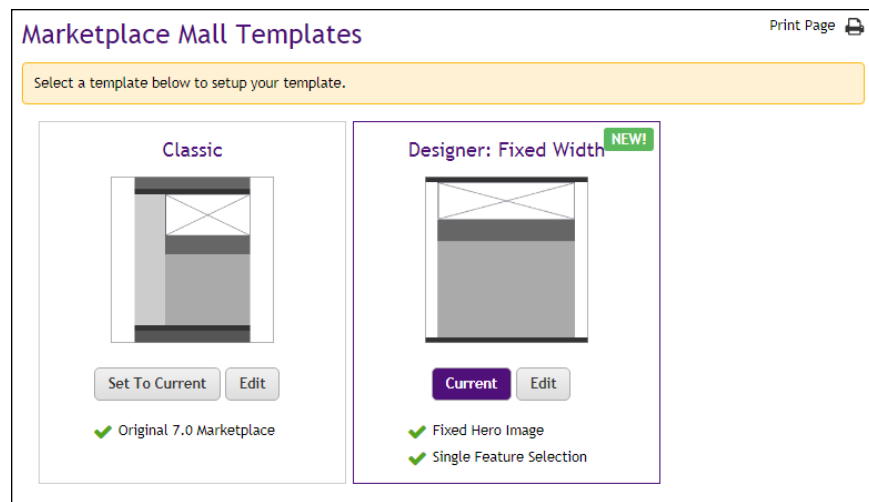 Marketplace Mall Templates
Print Page
Select a template below to setup your template.
Classic
Designer: Fixed Width
NEW!
Set To Current
Edit
Current
Edit
Original 7.0 Marketplace
Fixed Hero Image
Single Feature Selection